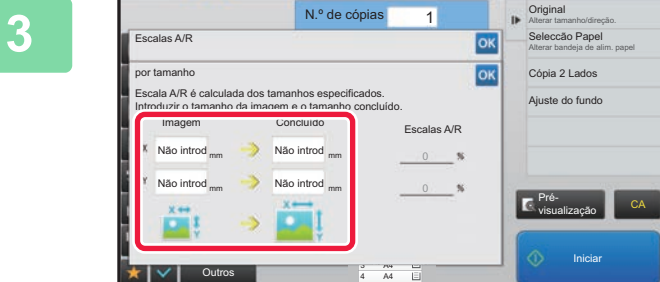 3
N.º de cópias 1
Escalas A/R OK
por tamanho OK
Escala A/R é calculada dos tamanhos especificados.
Introduzir o tamanho da imagem e o tamanho concluído.
Imagem Concluído Escalas A/R
X Não introd mm Não introd mm 0 %
Y Não introd mm Não introd mm 0 %
X Y X Y
Outros
3 A4
4 A4
Original
Alterar tamanho/direção.
Seleccão Papel
Alterar bandeja de alim. papel
Cópia 2 Lados
Ajuste do fundo
Pré-
visualização CA
Iniciar